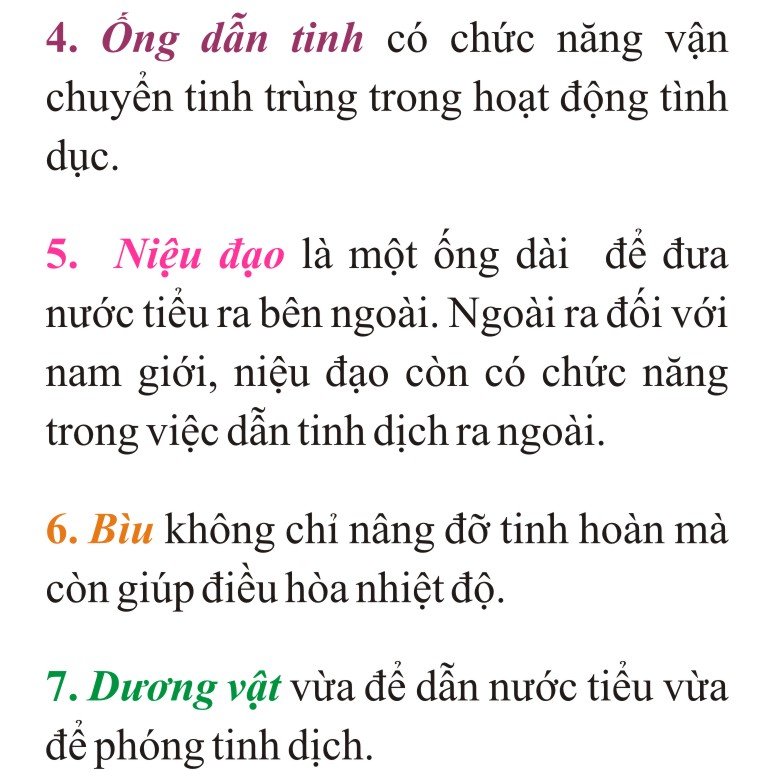 4. Ống dẫn tinh có chức năng vận
chuyển tinh trùng trong hoạt động tình
dục.
5. Niệu đạo là một ống dài để đưa
nước tiểu ra bên ngoài. Ngoài ra đối với
nam giới, niệu đạo còn có chức năng
trong việc dẫn tinh dịch ra ngoài.
6. Bìu không chỉ nâng đỡ tinh hoàn mà
còn giúp điều hòa nhiệt độ.
7. Dương vật vừa để dẫn nước tiểu vừa
để phóng tinh dịch.